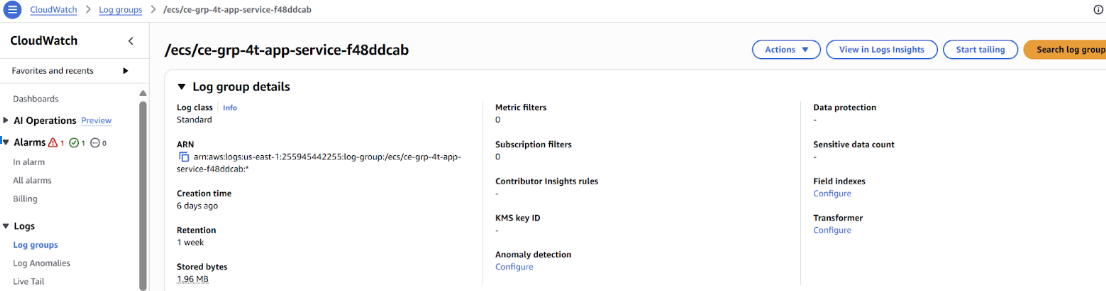 CloudWatch > Log groups > /ecs/ce-grp-4t-app-service-f48ddcab
CloudWatch
Favorites and recents
Dashboards
AI Operations Preview
Alarms 1 1 0
In alarm
All alarms
Billing
Logs
Log groups
Log Anomalies
Live Tail
/ecs/ce-grp-4t-app-service-f48ddcab
Actions
View in Logs Insights
Start tailing
Search log group
Log group details
Log class Info
Standard
ARN
arn:aws:logs:us-east-1:255945442255:log-group:/ecs/ce-grp-4t-app-
service-f48ddcab:*
Creation time
6 days ago
Retention
1 week
Stored bytes
1.96 MB
Metric filters
0
Subscription filters
0
Contributor Insights rules
-
KMS key ID
-
Anomaly detection
Configure
Data protection
-
Sensitive data count
-
Field indexes
Configure
Transformer
Configure